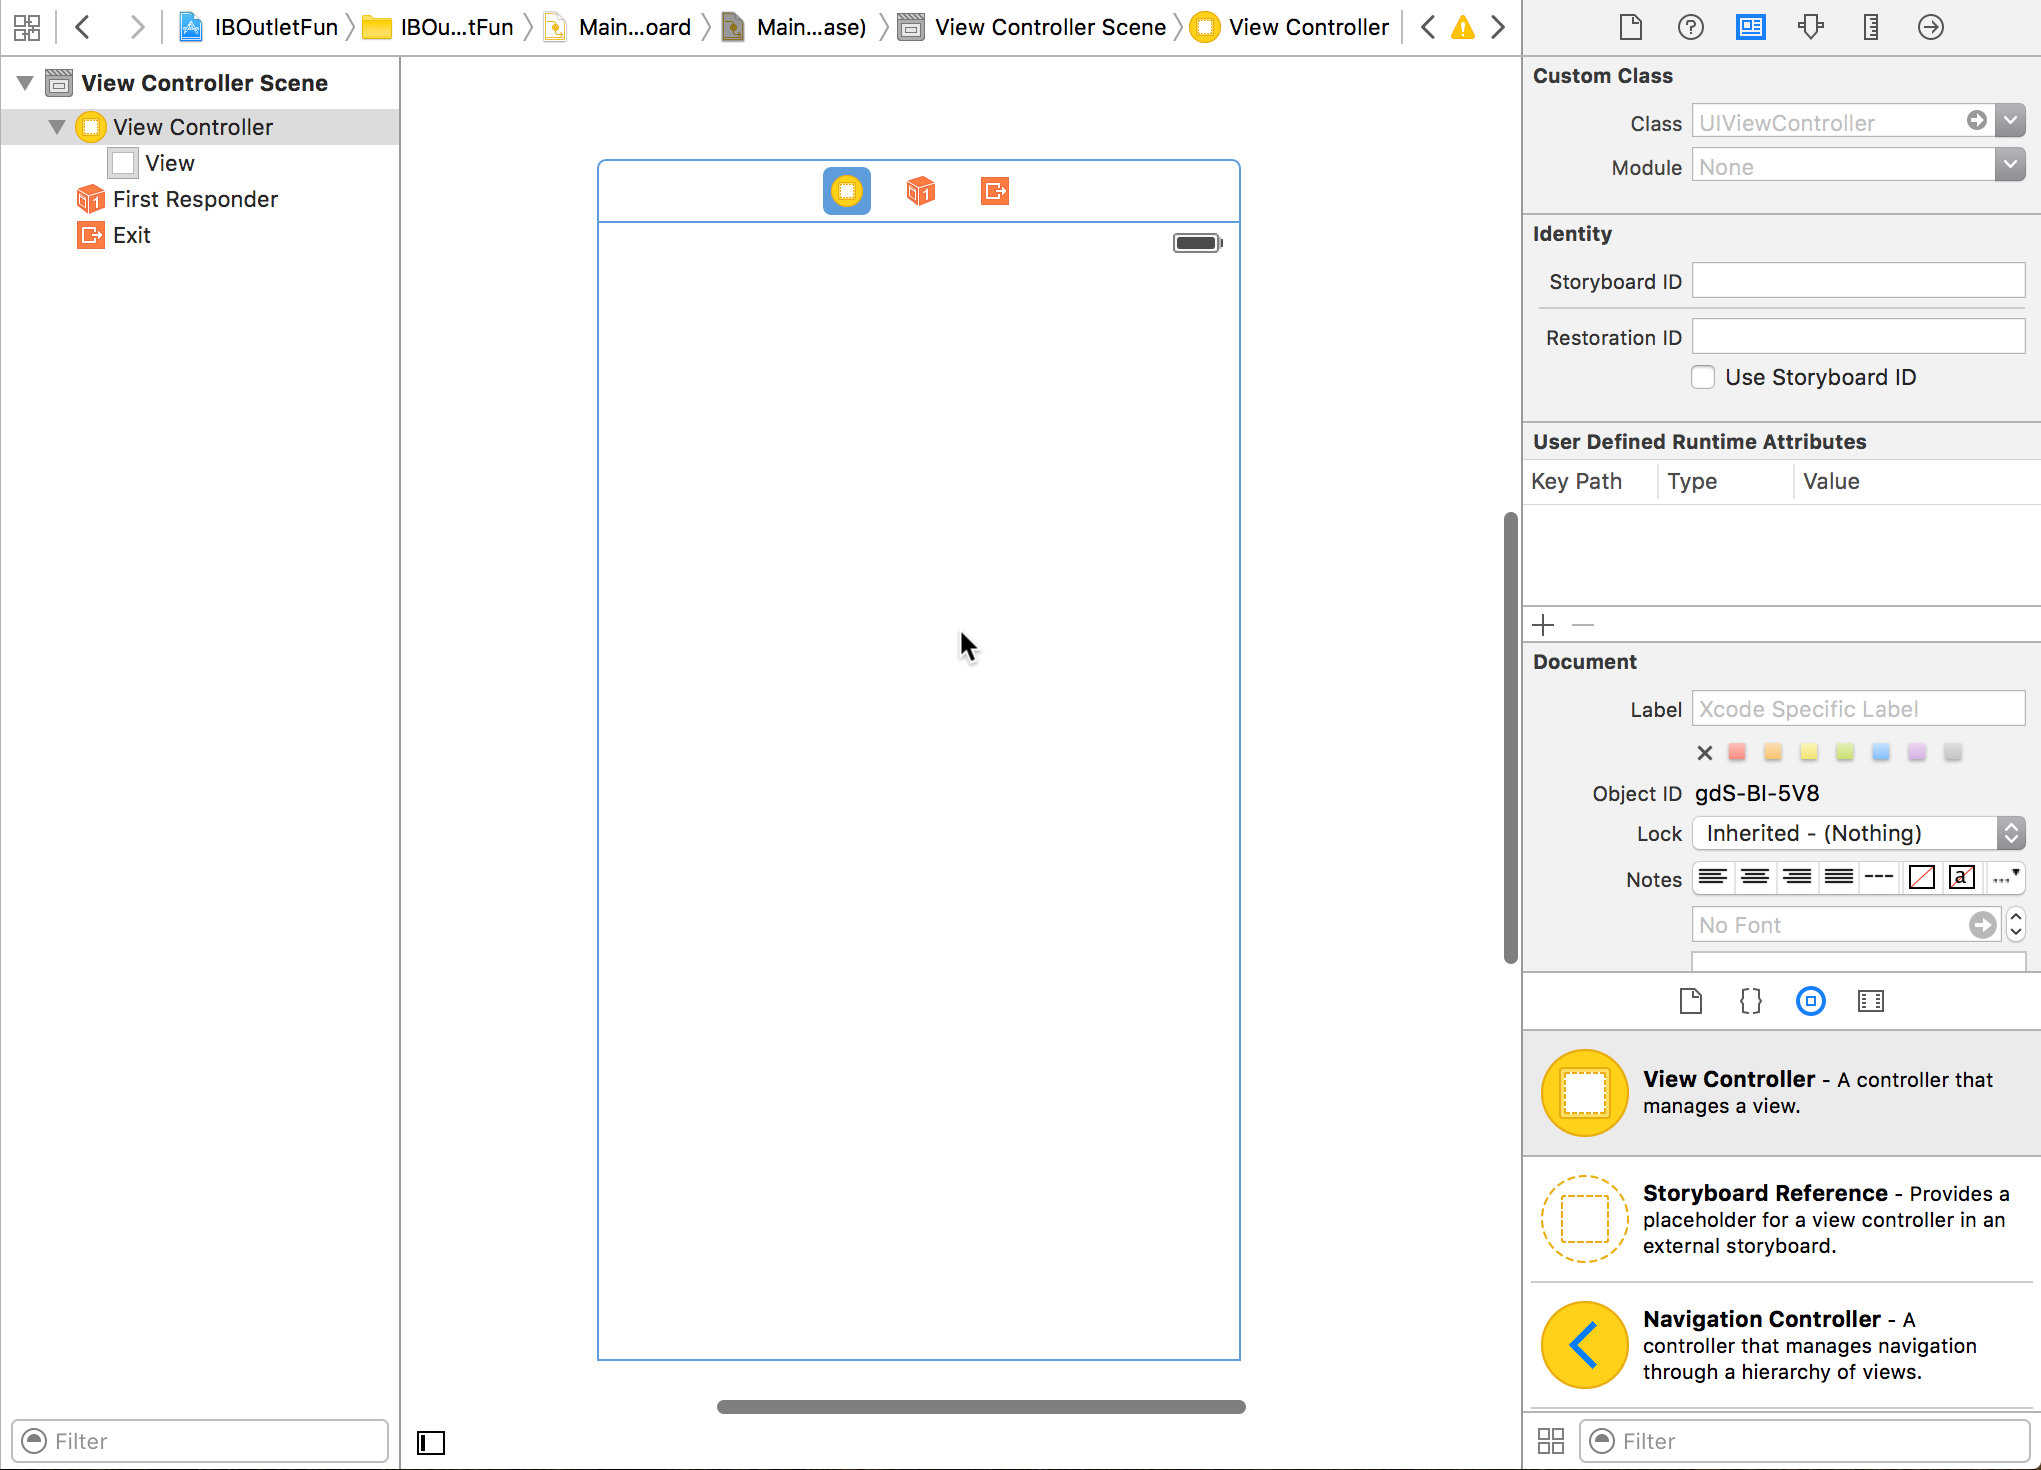 IBOutletFun IBOu...tFun Main...oard Main...ase) View Controller Scene View Controller
View Controller Scene
View Controller
View
First Responder
Exit
Filter
1
Custom Class
Class UIViewController
Module None
Identity
Storyboard ID
Restoration ID
Use Storyboard ID
User Defined Runtime Attributes
Key Path Type Value
Document
Label Xcode Specific Label
Object ID gdS-BI-5V8
Lock Inherited - (Nothing)
Notes
No Font
View Controller - A controller that
manages a view.
Storyboard Reference - Provides a
placeholder for a view controller in an
external storyboard.
Navigation Controller - A
controller that manages navigation
through a hierarchy of views.
Filter